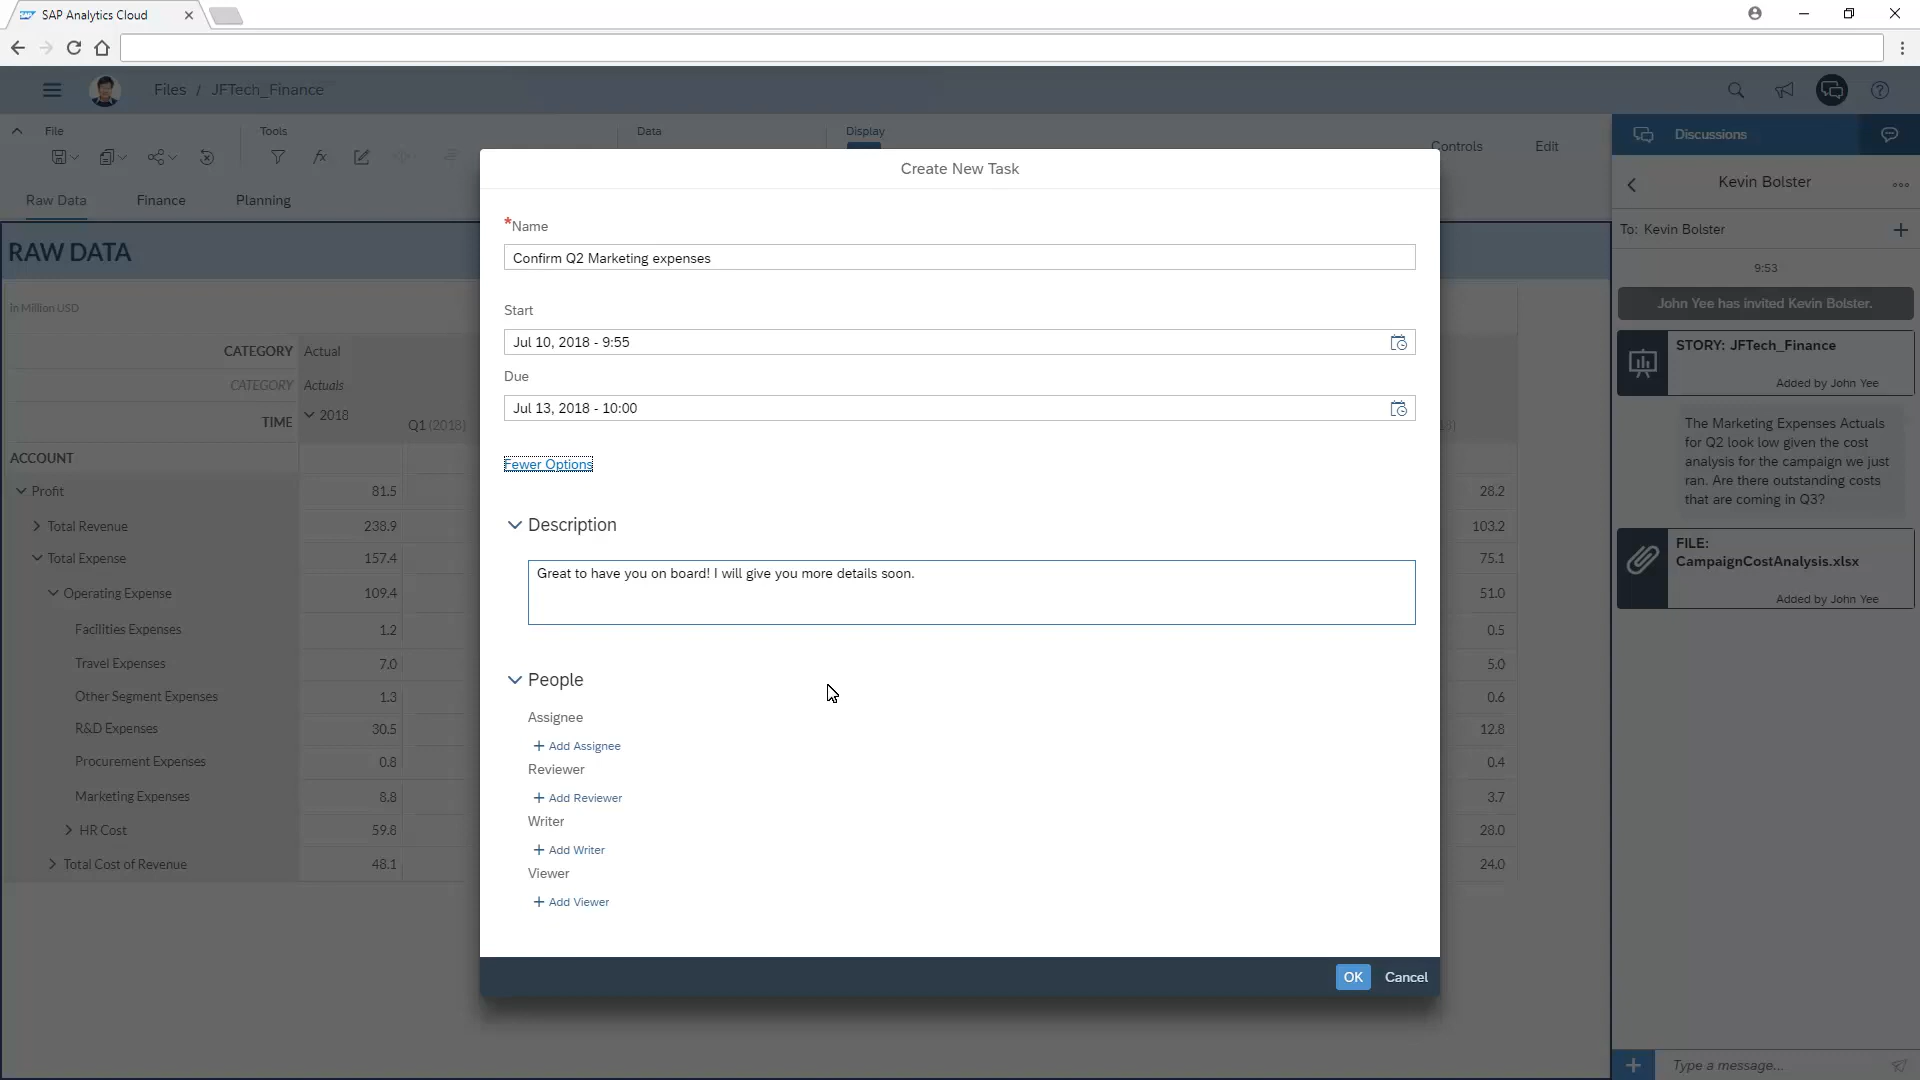 SAP Analytics Cloud
Files / JFTech_Finance
File
Tools
Data
Display
Controls
Edit
Raw Data
Finance
Planning
RAW DATA
in Million USD
CATEGORY Actual
CATEGORY Actuals
TIME 2018
Q1 (2018)
ACCOUNT
Profit 81.5 28.2
Total Revenue 238.9 103.2
Total Expense 157.4 75.1
Operating Expense 109.4 51.0
Facilities Expenses 1.2 0.5
Travel Expenses 7.0 5.0
Other Segment Expenses 1.3 0.6
R&D Expenses 30.5 12.8
Procurement Expenses 0.8 0.4
Marketing Expenses 8.8 3.7
HR Cost 59.8 28.0
Total Cost of Revenue 48.1 24.0
Create New Task
*Name
Confirm Q2 Marketing expenses
Start
Jul 10, 2018 - 9:55
Due
Jul 13, 2018 - 10:00
Fewer Options
Description
Great to have you on board! I will give you more details soon.
People
Assignee
+ Add Assignee
Reviewer
+ Add Reviewer
Writer
+ Add Writer
Viewer
+ Add Viewer
OK
Cancel
Discussions
Kevin Bolster
To: Kevin Bolster
9:53
John Yee has invited Kevin Bolster.
STORY: JFTech_Finance
Added by John Yee
The Marketing Expenses Actuals
for Q2 look low given the cost
analysis for the campaign we just
ran. Are there outstanding costs
that are coming in Q3?
FILE:
CampaignCostAnalysis.xlsx
Added by John Yee
Type a message...